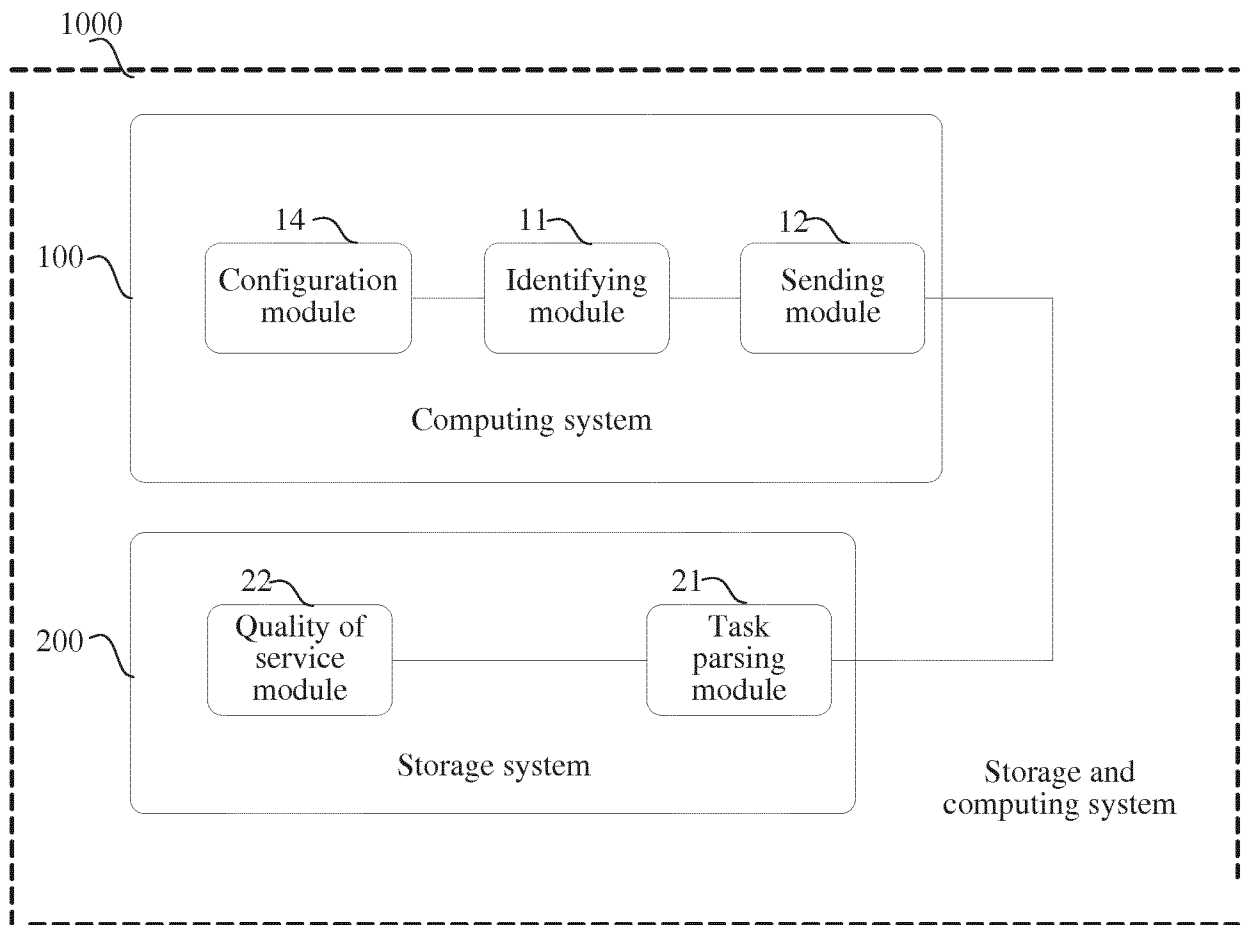 1000
100
14
11
12
Configuration
module
Identifying
module
Sending
module
Computing system
200
22
21
Quality of
service
module
Task
parsing
module
Storage system
Storage and
computing system